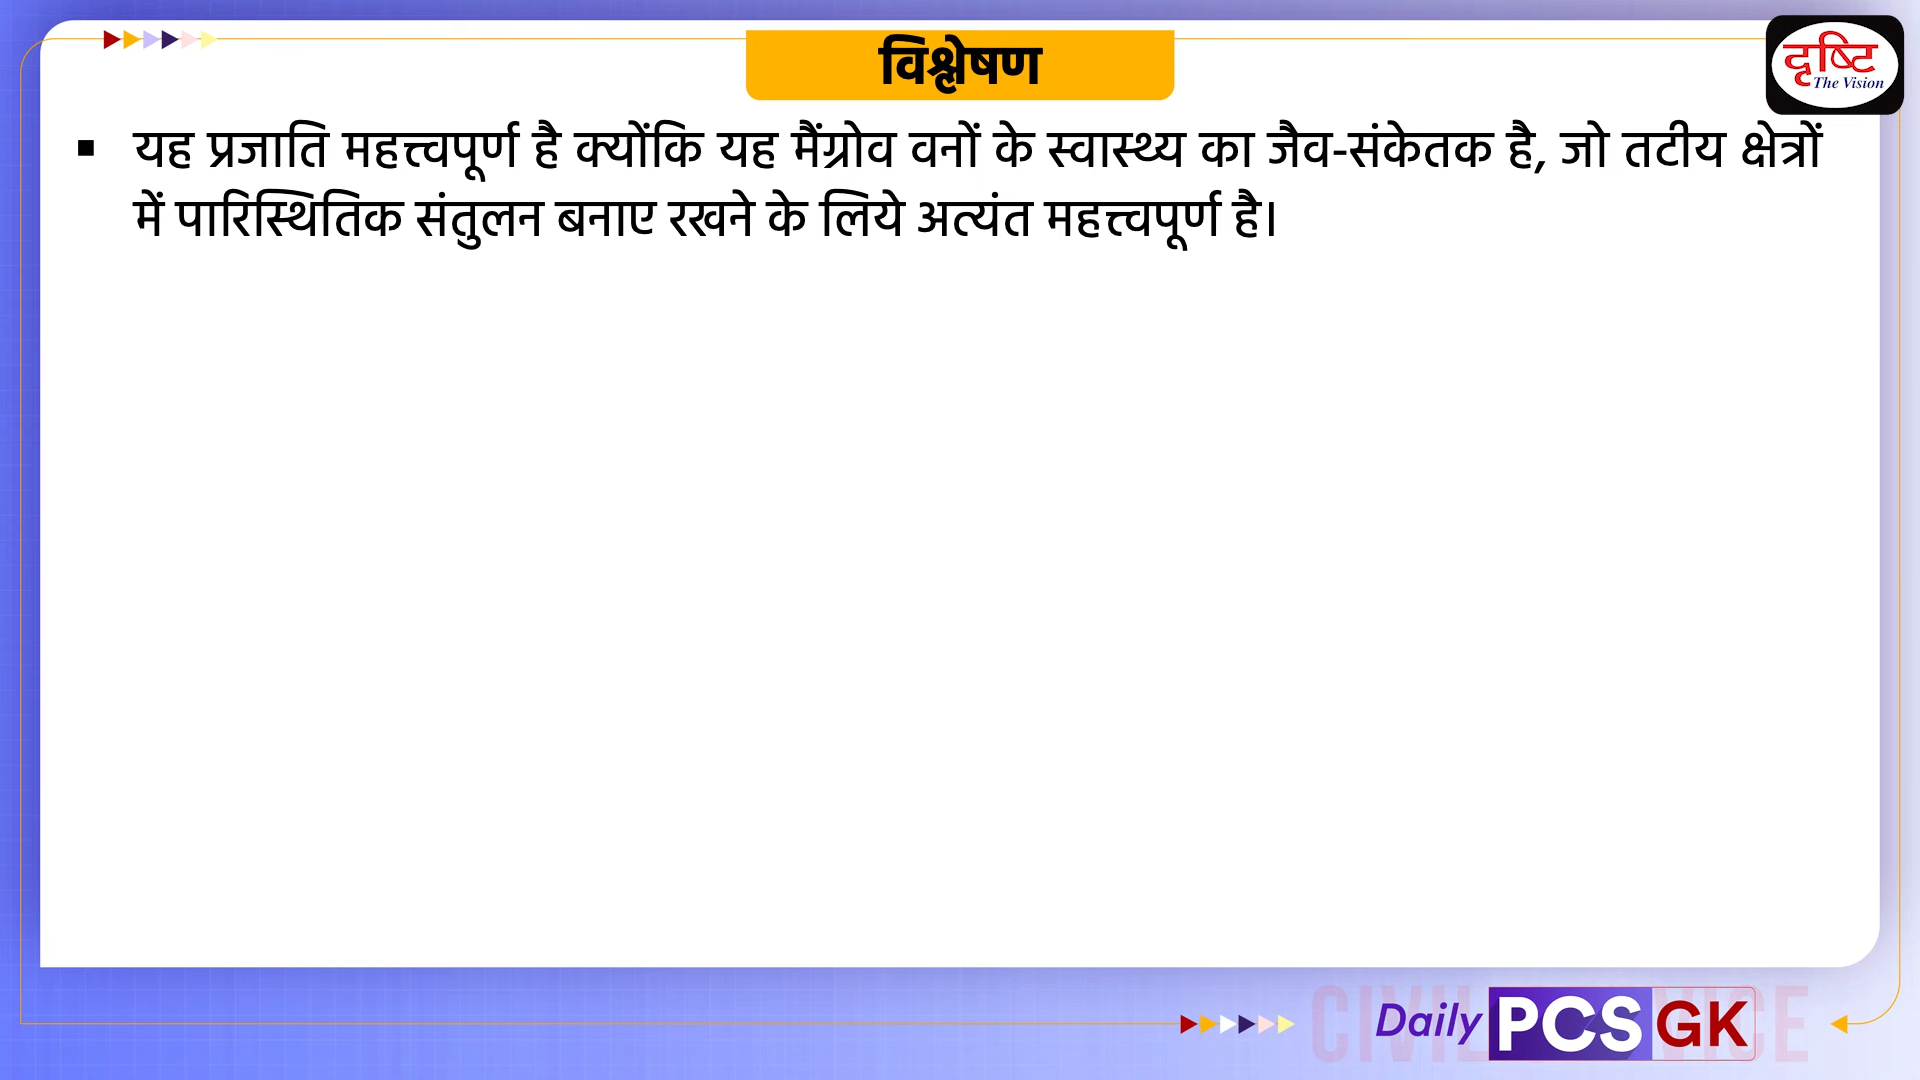 विश्लेषण
दृष्टि
The Vision
▪ यह प्रजाति महत्त्वपूर्ण है क्योंकि यह मैंग्रोव वनों के स्वास्थ्य का जैव-संकेतक है, जो तटीय क्षेत्रों
में पारिस्थितिक संतुलन बनाए रखने के लिये अत्यंत महत्त्वपूर्ण है।
Daily PCS GK